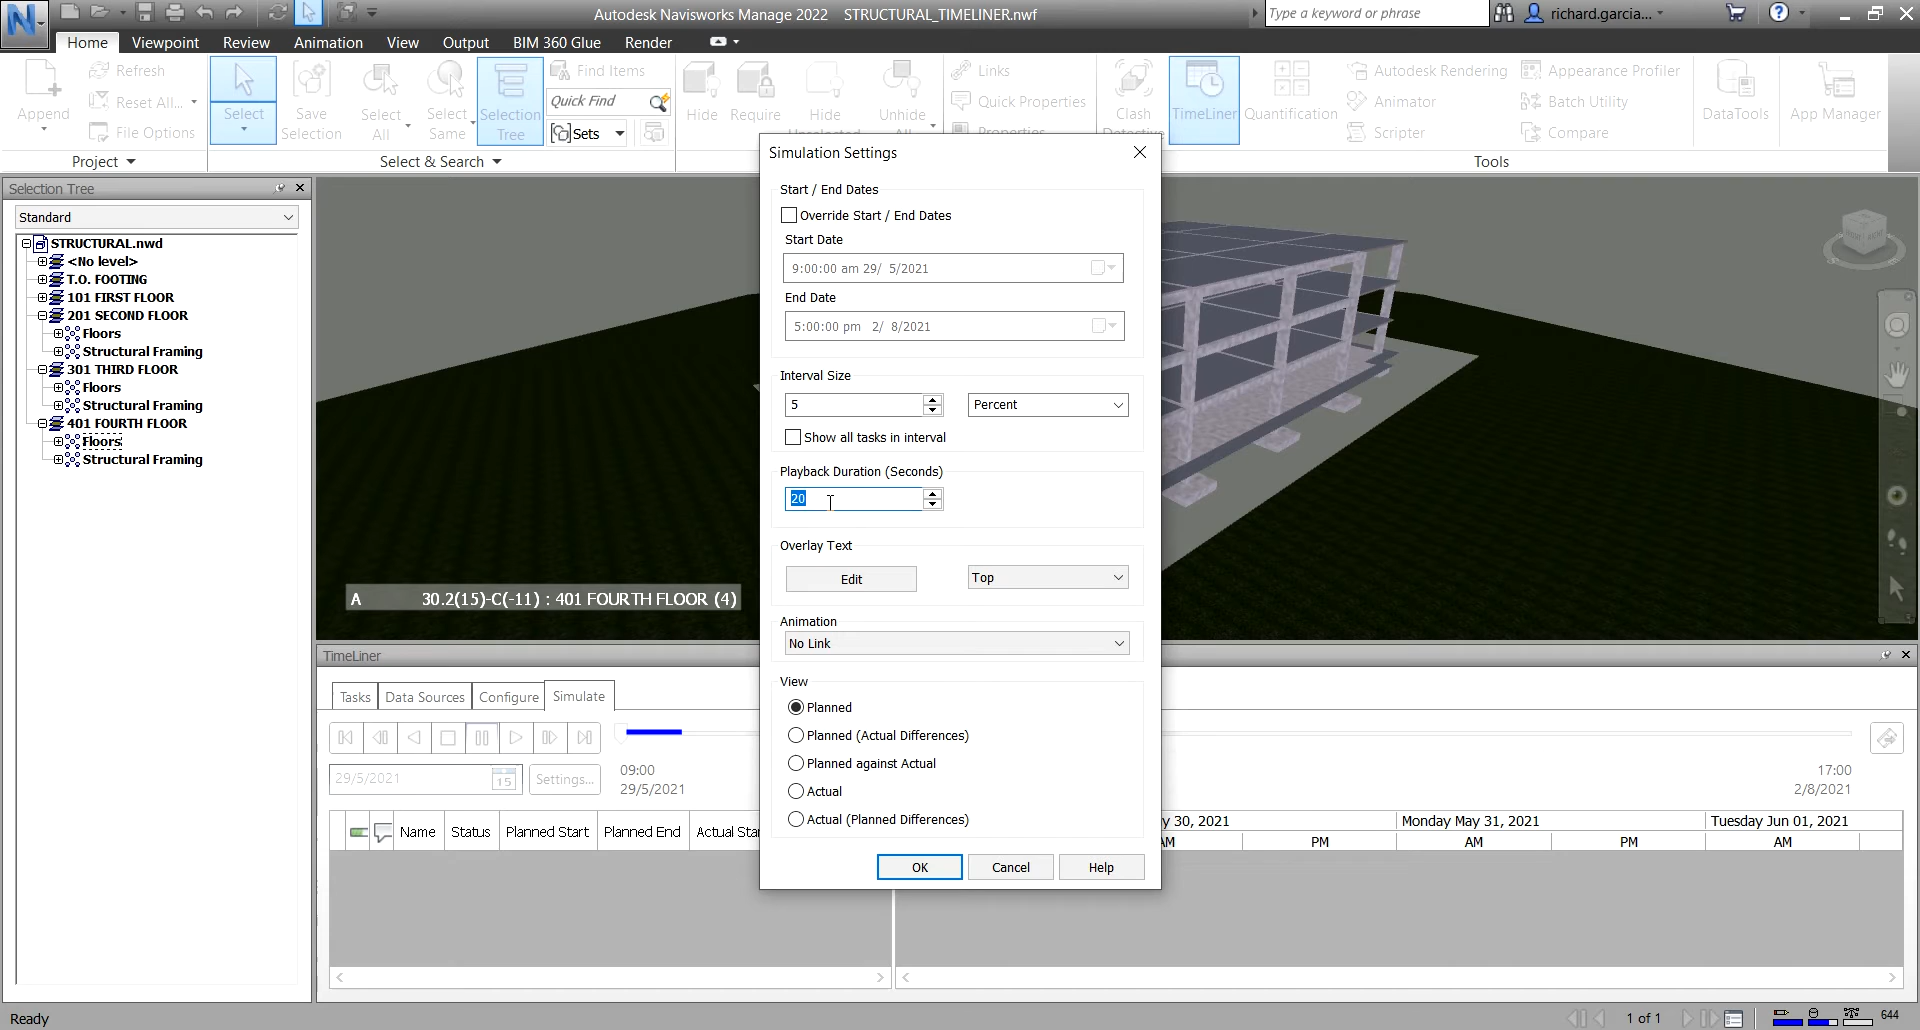 Autodesk Navisworks Manage 2022 STRUCTURAL_TIMELINER.nwf
Type a keyword or phrase
richard.garcia...
Home Viewpoint Review Animation View Output BIM 360 Glue Render
Append
Refresh
Reset All...
File Options
Project
Select
Save Selection
Select All
Select Same
Selection Tree
Find Items
Quick Find
Sets
Select & Search
Hide
Require
Hide
Unhide
All
Links
Quick Properties
Clash
TimeLiner
Quantification
Autodesk Rendering
Animator
Scripter
Appearance Profiler
Batch Utility
Compare
DataTools
App Manager
Tools
Selection Tree
Standard
STRUCTURAL.nwd
<No level>
T.O. FOOTING
101 FIRST FLOOR
201 SECOND FLOOR
Floors
Structural Framing
301 THIRD FLOOR
Floors
Structural Framing
401 FOURTH FLOOR
Floors
Structural Framing
A 30.2(15)-C(-11) : 401 FOURTH FLOOR (4)
Simulation Settings
Start / End Dates
Override Start / End Dates
Start Date
9:00:00 am 29/ 5/2021
End Date
5:00:00 pm 2/ 8/2021
Interval Size
5 Percent
Show all tasks in interval
Playback Duration (Seconds)
20
Overlay Text
Edit Top
Animation
No Link
View
Planned
Planned (Actual Differences)
Planned against Actual
Actual
Actual (Planned Differences)
OK Cancel Help
TimeLiner
Tasks Data Sources Configure Simulate
29/5/2021 15 Settings...
09:00
29/5/2021
17:00
2/8/2021
Name Status Planned Start Planned End Actual Star
y 30, 2021 Monday May 31, 2021 Tuesday Jun 01, 2021
AM PM AM PM AM
Ready
1 of 1
644